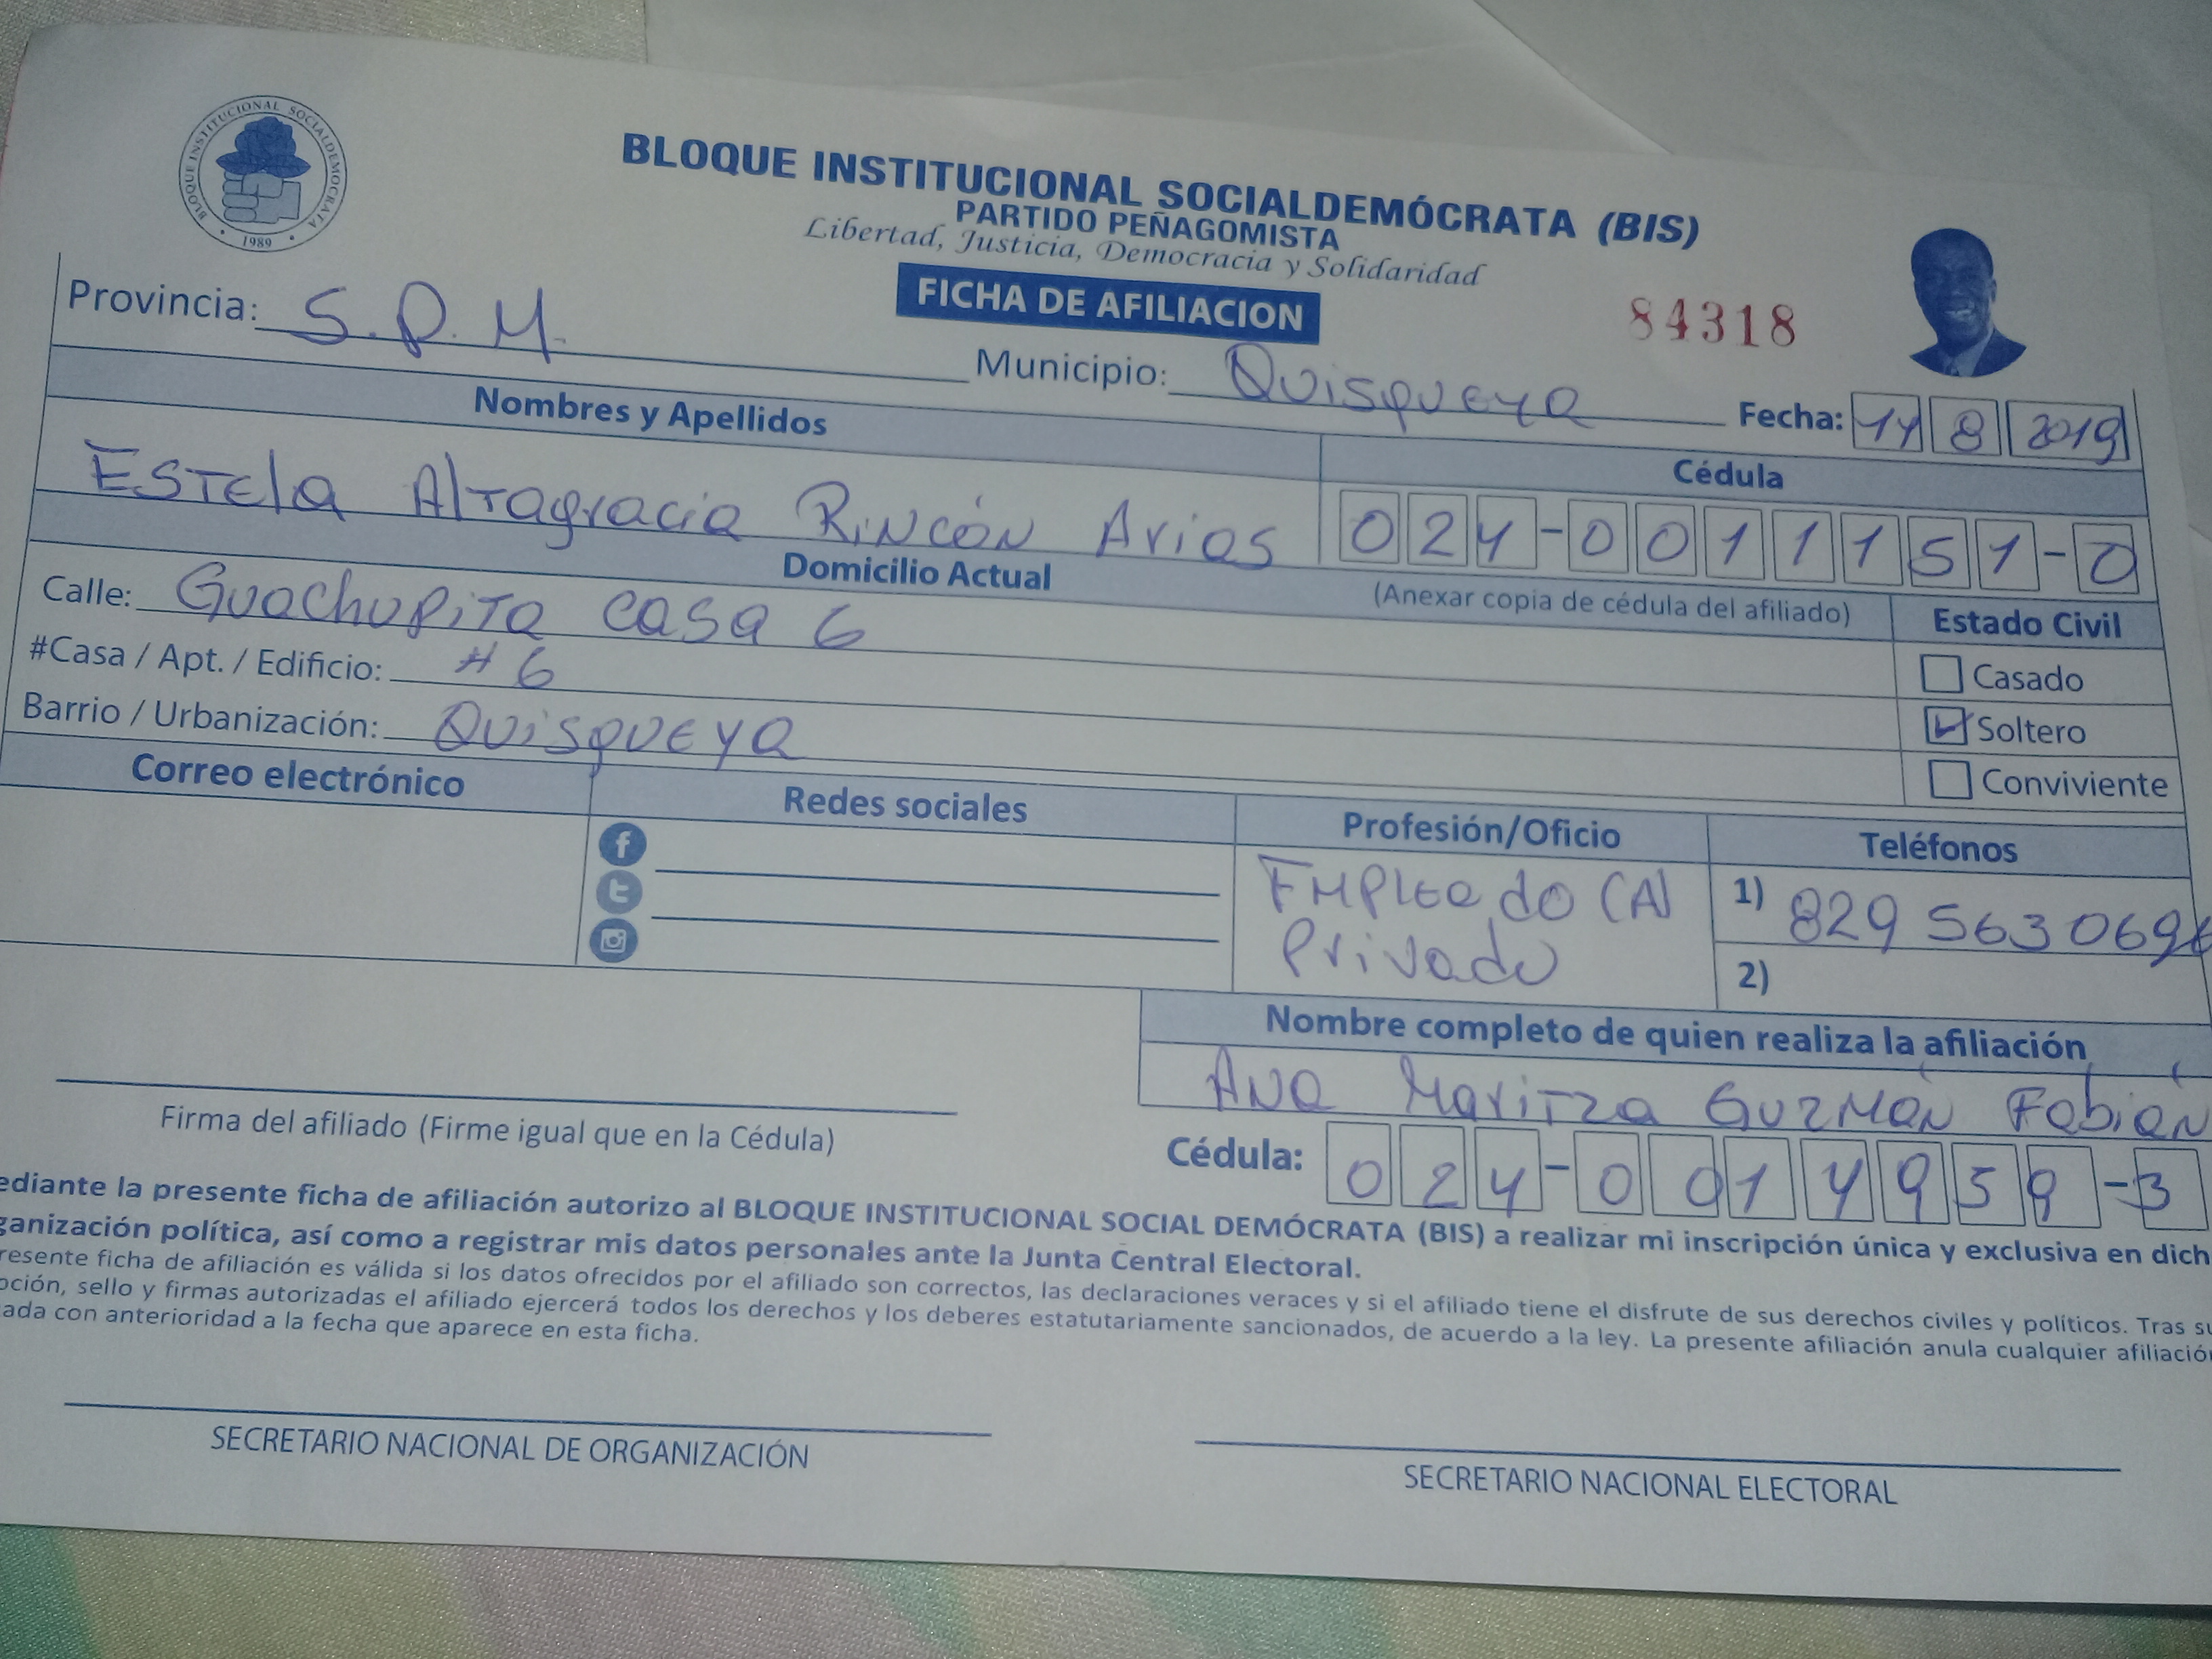 BLOQUE INSTITUCIONAL SOCIALDEMOCRATA
1989
BLOQUE INSTITUCIONAL SOCIALDEMÓCRATA (BIS)
PARTIDO PEÑAGOMISTA
Libertad, Justicia, Democracia y Solidaridad
FICHA DE AFILIACION
84318
Provincia: S.P.M.
Municipio: Quisqueya
Fecha: 14 8 2019
Nombres y Apellidos
Cédula
Estela Altagracia Rincón Arias
024-0011151-0
Domicilio Actual
(Anexar copia de cédula del afiliado)
Estado Civil
Calle: Guachupita casa 6
Casado
#Casa / Apt. / Edificio: #6
Soltero
Barrio / Urbanización: Quisqueya
Conviviente
Correo electrónico
Redes sociales
Profesión/Oficio
Teléfonos
Empleado (A)
Privado
1) 829 563 069
2)
Nombre completo de quien realiza la afiliación
Ana Maritza Guzmán Fabián
Firma del afiliado (Firme igual que en la Cédula)
Cédula: 024-0014959-3
ediante la presente ficha de afiliación autorizo al BLOQUE INSTITUCIONAL SOCIAL DEMÓCRATA (BIS) a realizar mi inscripción única y exclusiva en dich
ganización política, así como a registrar mis datos personales ante la Junta Central Electoral.
resente ficha de afiliación es válida si los datos ofrecidos por el afiliado son correctos, las declaraciones veraces y si el afiliado tiene el disfrute de sus derechos civiles y políticos. Tras su
pción, sello y firmas autorizadas el afiliado ejercerá todos los derechos y los deberes estatutariamente sancionados, de acuerdo a la ley. La presente afiliación anula cualquier afiliación
ada con anterioridad a la fecha que aparece en esta ficha.
SECRETARIO NACIONAL DE ORGANIZACIÓN
SECRETARIO NACIONAL ELECTORAL